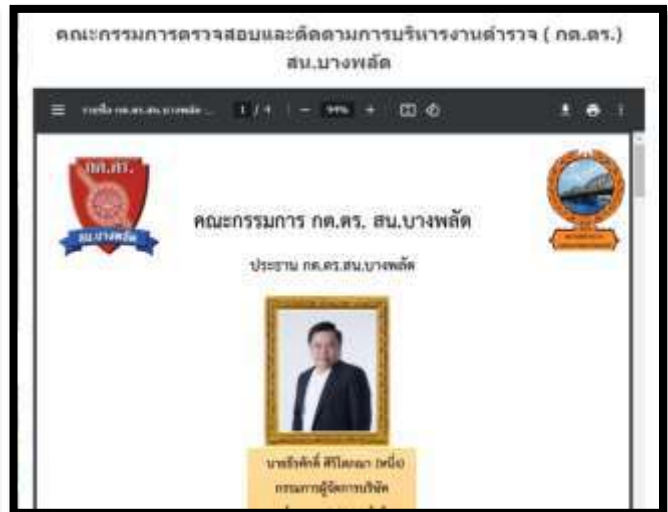 คณะกรรมการตรวจสอบและติดตามการบริหารงานตำรวจ ( กต.ตร.)
สน.บางพลัด
1 / 4
94%
กต.ตร.
สน.บางพลัด
คณะกรรมการ กต.ตร. สน.บางพลัด
ประธาน กต.ตร.สน.บางพลัด
(หนึ่ง)
กรรมการผู้จัดการบริษัท